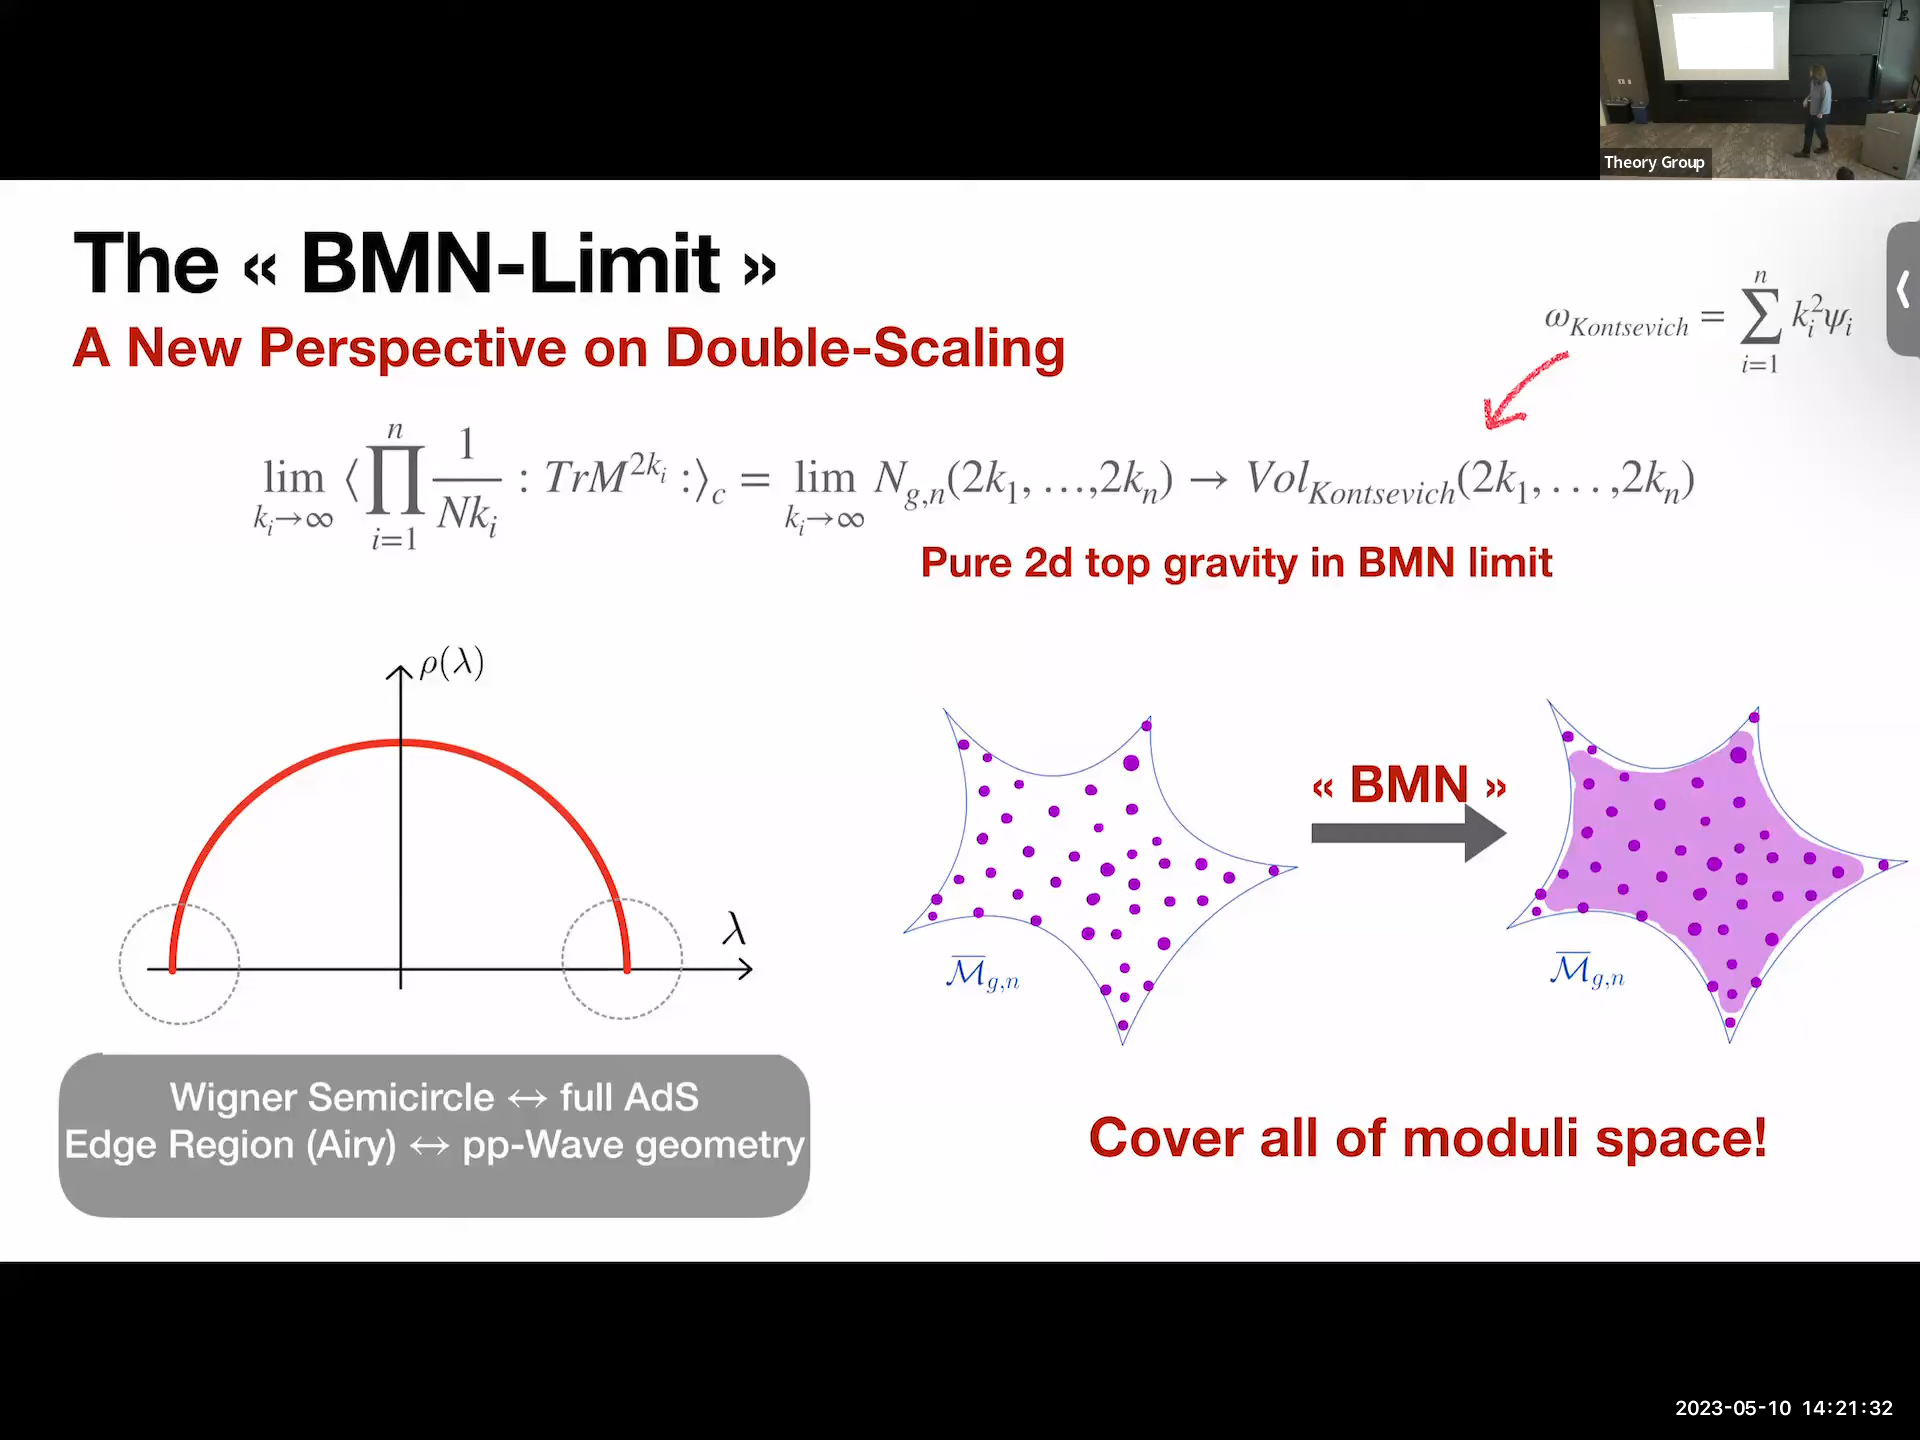 Theory Group
The « BMN-Limit »
A New Perspective on Double-Scaling
ω_Kontsevich = ∑_{i=1}^{n} k_i^2 ψ_i
lim_{k_i→∞} ⟨∏_{i=1}^{n} 1/(Nk_i) : TrM^{2k_i} :⟩_c = lim_{k_i→∞} N_{g,n}(2k_1, …,2k_n) → Vol_{Kontsevich}(2k_1, . . . ,2k_n)
Pure 2d top gravity in BMN limit
ρ(λ)
λ
« BMN »
M̅_{g,n}
M̅_{g,n}
Wigner Semicircle ↔ full AdS
Edge Region (Airy) ↔ pp-Wave geometry
Cover all of moduli space!
2023-05-10 14:21:32